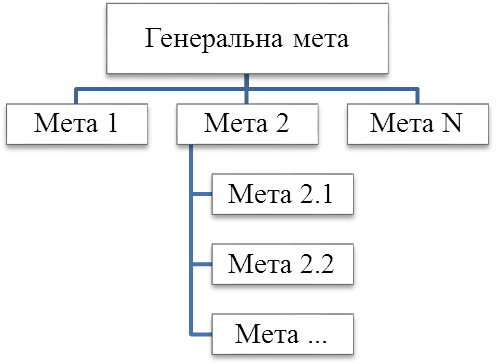 Генеральна мета
Мета 1
Мета 2
Мета N
Мета 2.1
Мета 2.2
Мета ...